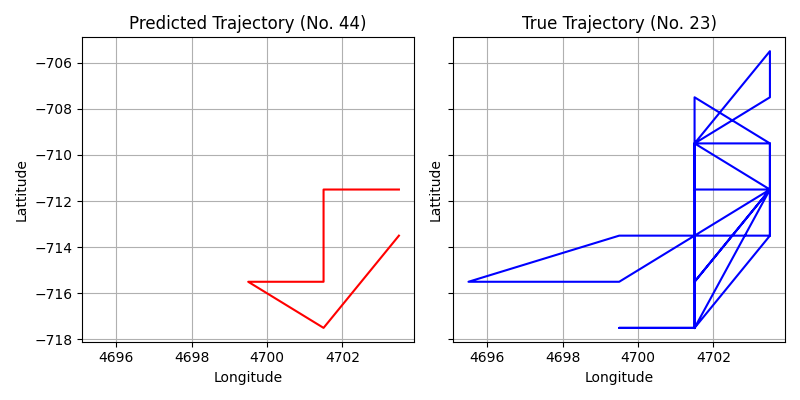 Predicted Trajectory (No. 44)
True Trajectory (No. 23)
Lattitude
−706
−708
−710
−712
−714
−716
−718
4696
4698
4700
4702
Longitude
Lattitude
4696
4698
4700
4702
Longitude